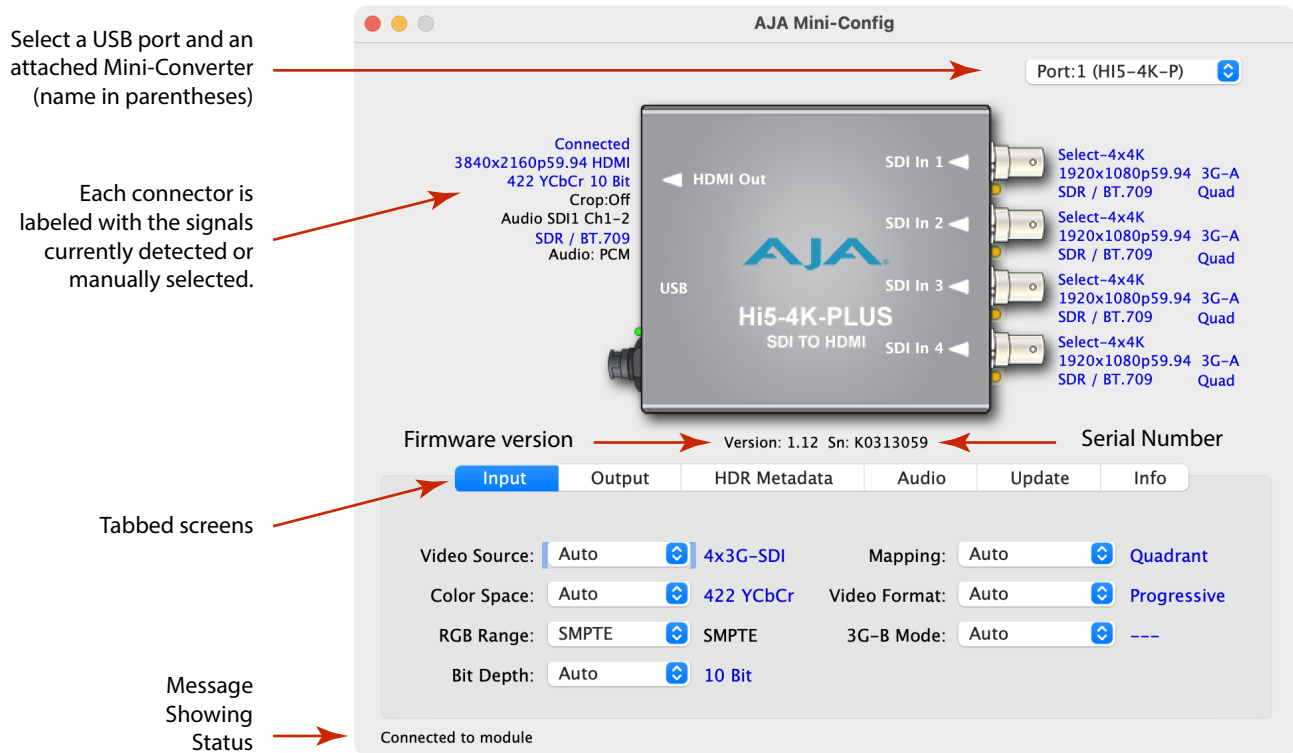 AJA Mini-Config
Select a USB port and an
attached Mini-Converter
(name in parentheses)
Port:1 (HI5-4K-P)
Each connector is
labeled with the signals
currently detected or
manually selected.
Connected
3840x2160p59.94 HDMI
422 YCbCr 10 Bit
Crop:Off
Audio SDI1 Ch1-2
SDR / BT.709
Audio: PCM
HDMI Out
USB
AJA
Hi5-4K-PLUS
SDI TO HDMI
SDI In 1
SDI In 2
SDI In 3
SDI In 4
Select-4x4K
1920x1080p59.94 3G-A
SDR / BT.709 Quad
Select-4x4K
1920x1080p59.94 3G-A
SDR / BT.709 Quad
Select-4x4K
1920x1080p59.94 3G-A
SDR / BT.709 Quad
Select-4x4K
1920x1080p59.94 3G-A
SDR / BT.709 Quad
Firmware version
Version: 1.12 Sn: K0313059
Serial Number
Tabbed screens
Input Output HDR Metadata Audio Update Info
Video Source: Auto 4x3G-SDI Mapping: Auto Quadrant
Color Space: Auto 422 YCbCr Video Format: Auto Progressive
RGB Range: SMPTE SMPTE 3G-B Mode: Auto ---
Bit Depth: Auto 10 Bit
Message
Showing
Status
Connected to module